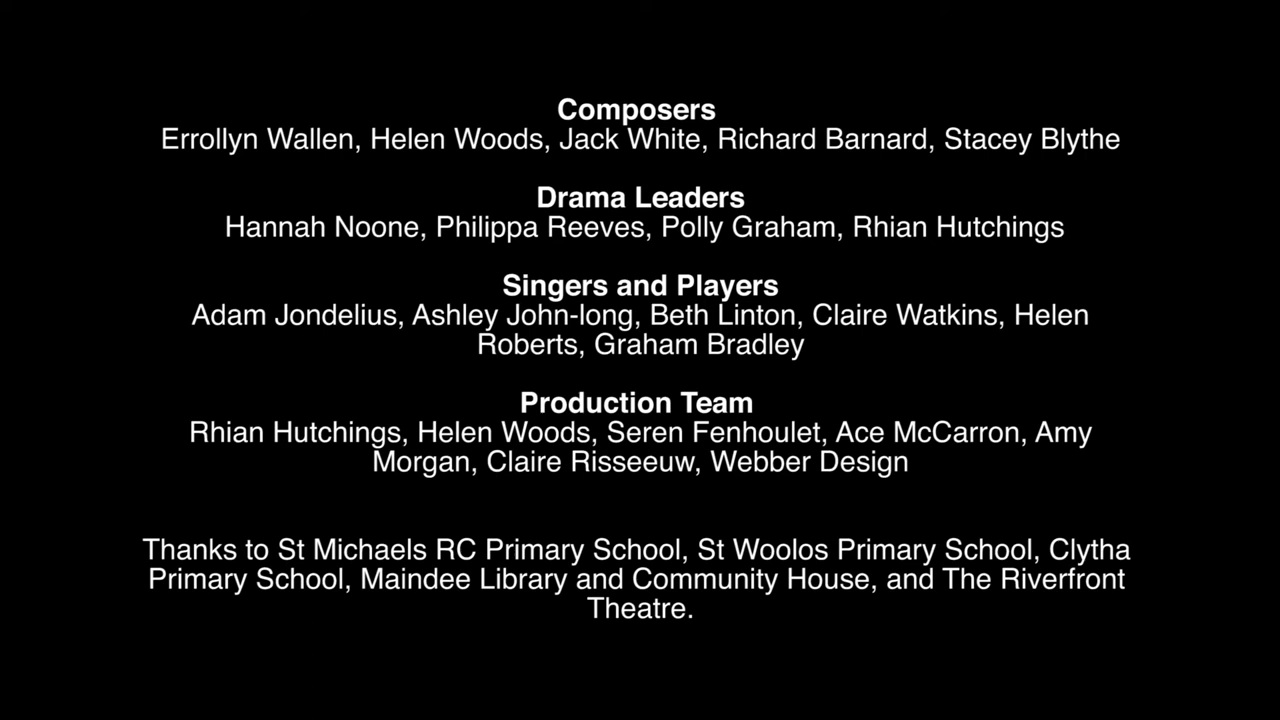 Composers
Errollyn Wallen, Helen Woods, Jack White, Richard Barnard, Stacey Blythe
Drama Leaders
Hannah Noone, Philippa Reeves, Polly Graham, Rhian Hutchings
Singers and Players
Adam Jondelius, Ashley John-long, Beth Linton, Claire Watkins, Helen
Roberts, Graham Bradley
Production Team
Rhian Hutchings, Helen Woods, Seren Fenhoulet, Ace McCarron, Amy
Morgan, Claire Risseeuw, Webber Design
Thanks to St Michaels RC Primary School, St Woolos Primary School, Clytha
Primary School, Maindee Library and Community House, and The Riverfront
Theatre.